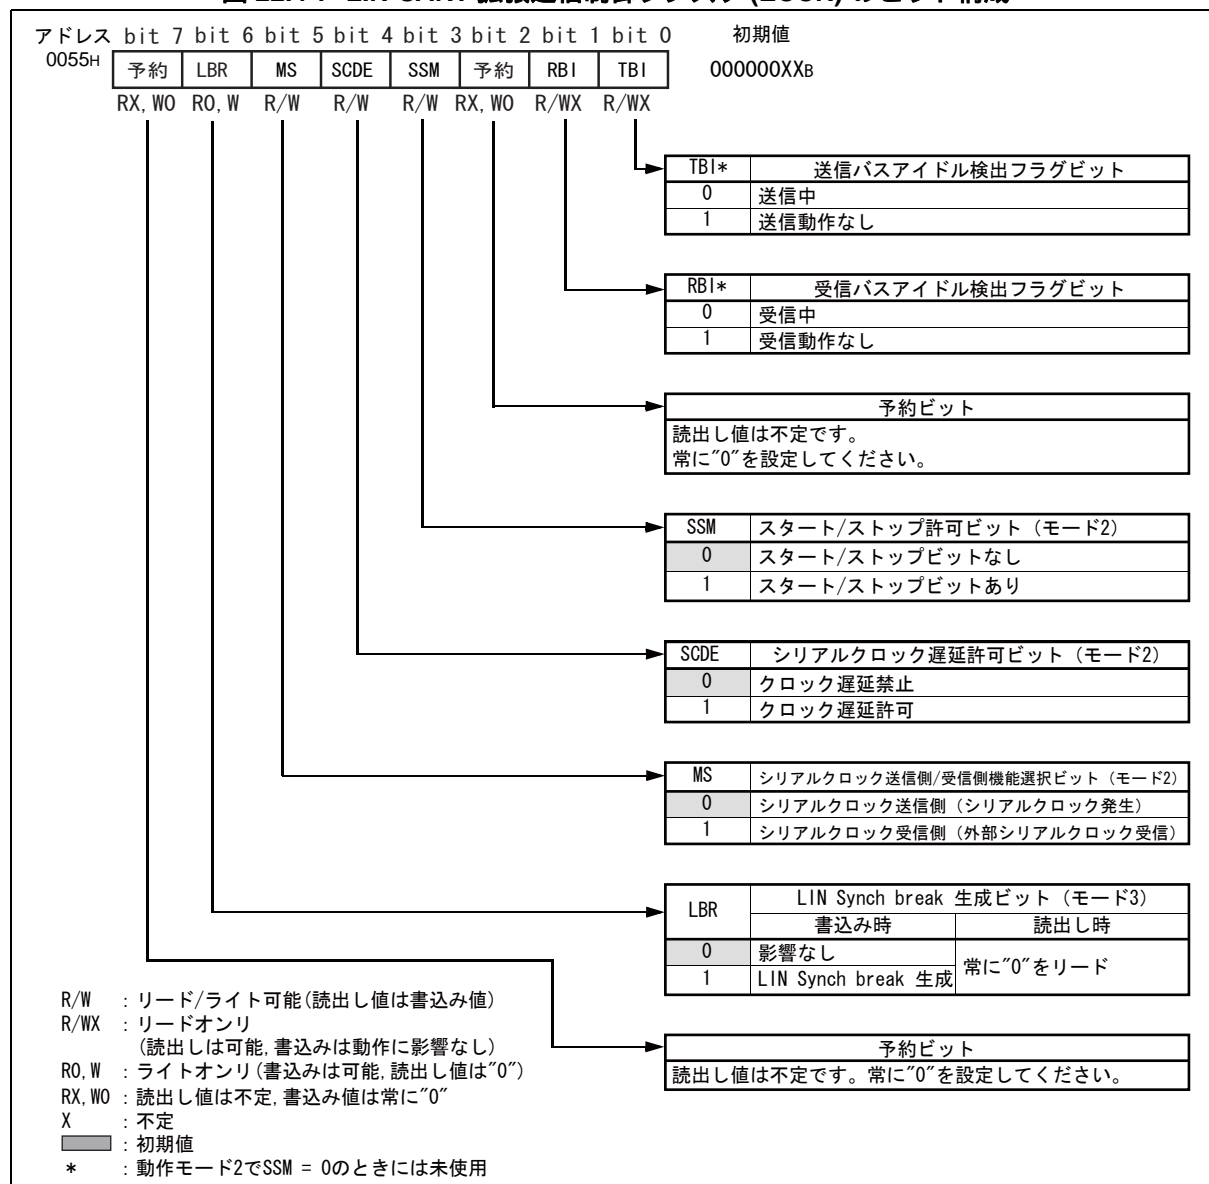 アドレス bit 7 bit 6 bit 5 bit 4 bit 3 bit 2 bit 1 bit 0 初期値
0055H 予約 LBR MS SCDE SSM 予約 RBI TBI 000000XXB
RX,W0 R0,W R/W R/W R/W RX,W0 R/WX R/WX
TBI* 送信バスアイドル検出フラグビット
0 送信中
1 送信動作なし
RBI* 受信バスアイドル検出フラグビット
0 受信中
1 受信動作なし
予約ビット
読出し値は不定です。
常に"0"を設定してください。
SSM スタート/ストップ許可ビット (モード2)
0 スタート/ストップビットなし
1 スタート/ストップビットあり
SCDE シリアルクロック遅延許可ビット (モード2)
0 クロック遅延禁止
1 クロック遅延許可
MS シリアルクロック送信側/受信側機能選択ビット (モード2)
0 シリアルクロック送信側 (シリアルクロック発生)
1 シリアルクロック受信側 (外部シリアルクロック受信)
LBR LIN Synch break 生成ビット (モード3)
書込み時 読出し時
0 影響なし 常に"0"をリード
1 LIN Synch break 生成
予約ビット
読出し値は不定です。常に"0"を設定してください。
R/W : リード/ライト可能(読出し値は書込み値)
R/WX : リードオンリ
(読出しは可能,書込みは動作に影響なし)
R0,W : ライトオンリ(書込みは可能,読出し値は"0")
RX,W0 : 読出し値は不定,書込み値は常に"0"
X : 不定
: 初期値
* : 動作モード2でSSM = 0のときには未使用